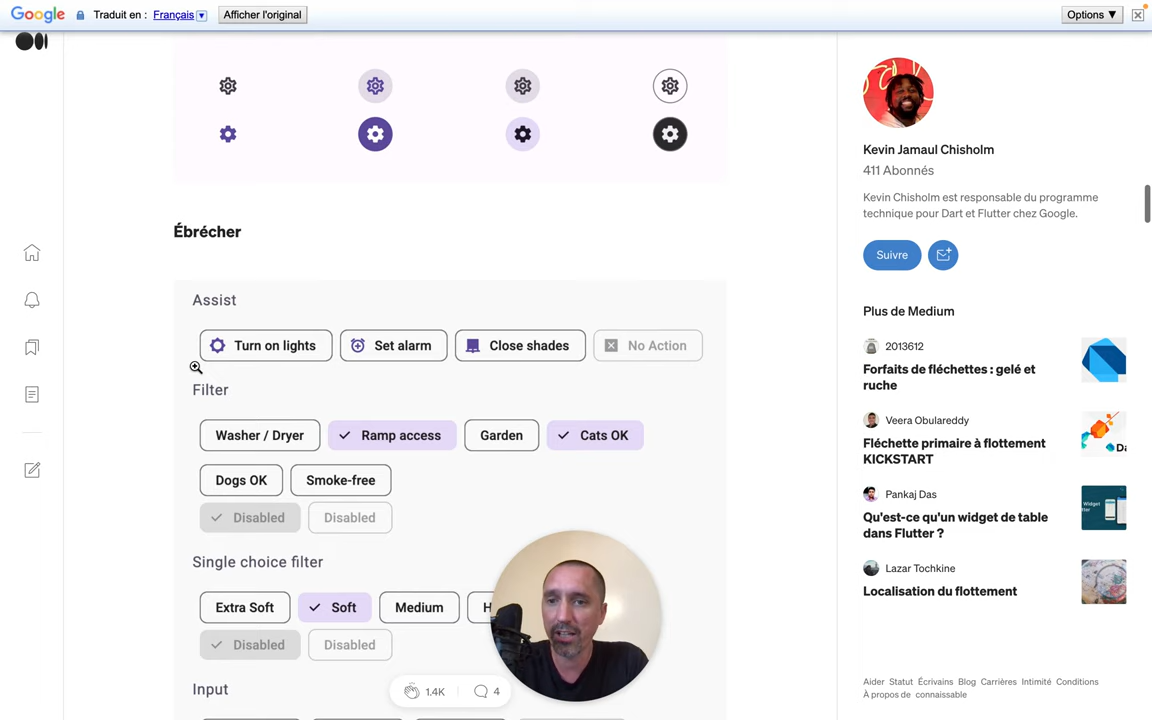 Google Traduit en : Français ▼ Afficher l'original Options ▼
Ébrécher
Assist
Turn on lights Set alarm Close shades No Action
Filter
Washer / Dryer Ramp access Garden Cats OK
Dogs OK Smoke-free
Disabled Disabled
Single choice filter
Extra Soft Soft Medium
Disabled Disabled
Input
1.4K 4
Kevin Jamaul Chisholm
411 Abonnés
Kevin Chisholm est responsable du programme
technique pour Dart et Flutter chez Google.
Suivre
Plus de Medium
2013612
Forfaits de fléchettes : gelé et
ruche
Veera Obulareddy
Fléchette primaire à flottement
KICKSTART
Pankaj Das
Qu'est-ce qu'un widget de table
dans Flutter ?
Lazar Tochkine
Localisation du flottement
Aider Statut Écrivains Blog Carrières Intimité Conditions
À propos de connaissable